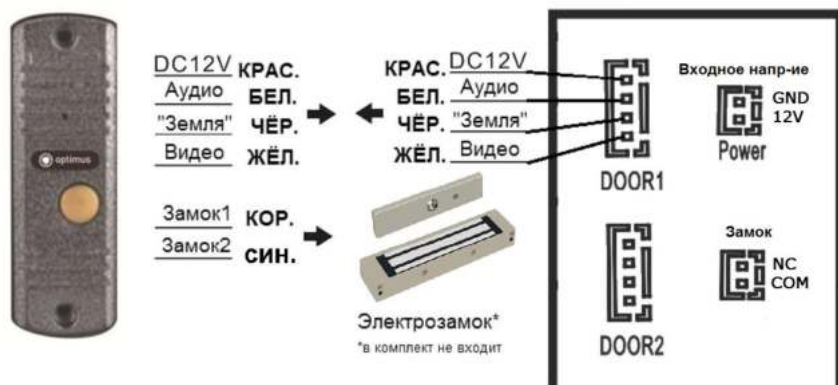 optimus
DC12V КРАС.
Аудио БЕЛ.
"Земля" ЧЁР.
Видео ЖЁЛ.
Замок1 КОР.
Замок2 СИН.
КРАС. DC12V
БЕЛ. Аудио
ЧЁР. "Земля"
ЖЁЛ. Видео
Электрозамок*
*в комплект не входит
DOOR1
DOOR2
Входное напр-ие
GND
12V
Power
Замок
NC
COM